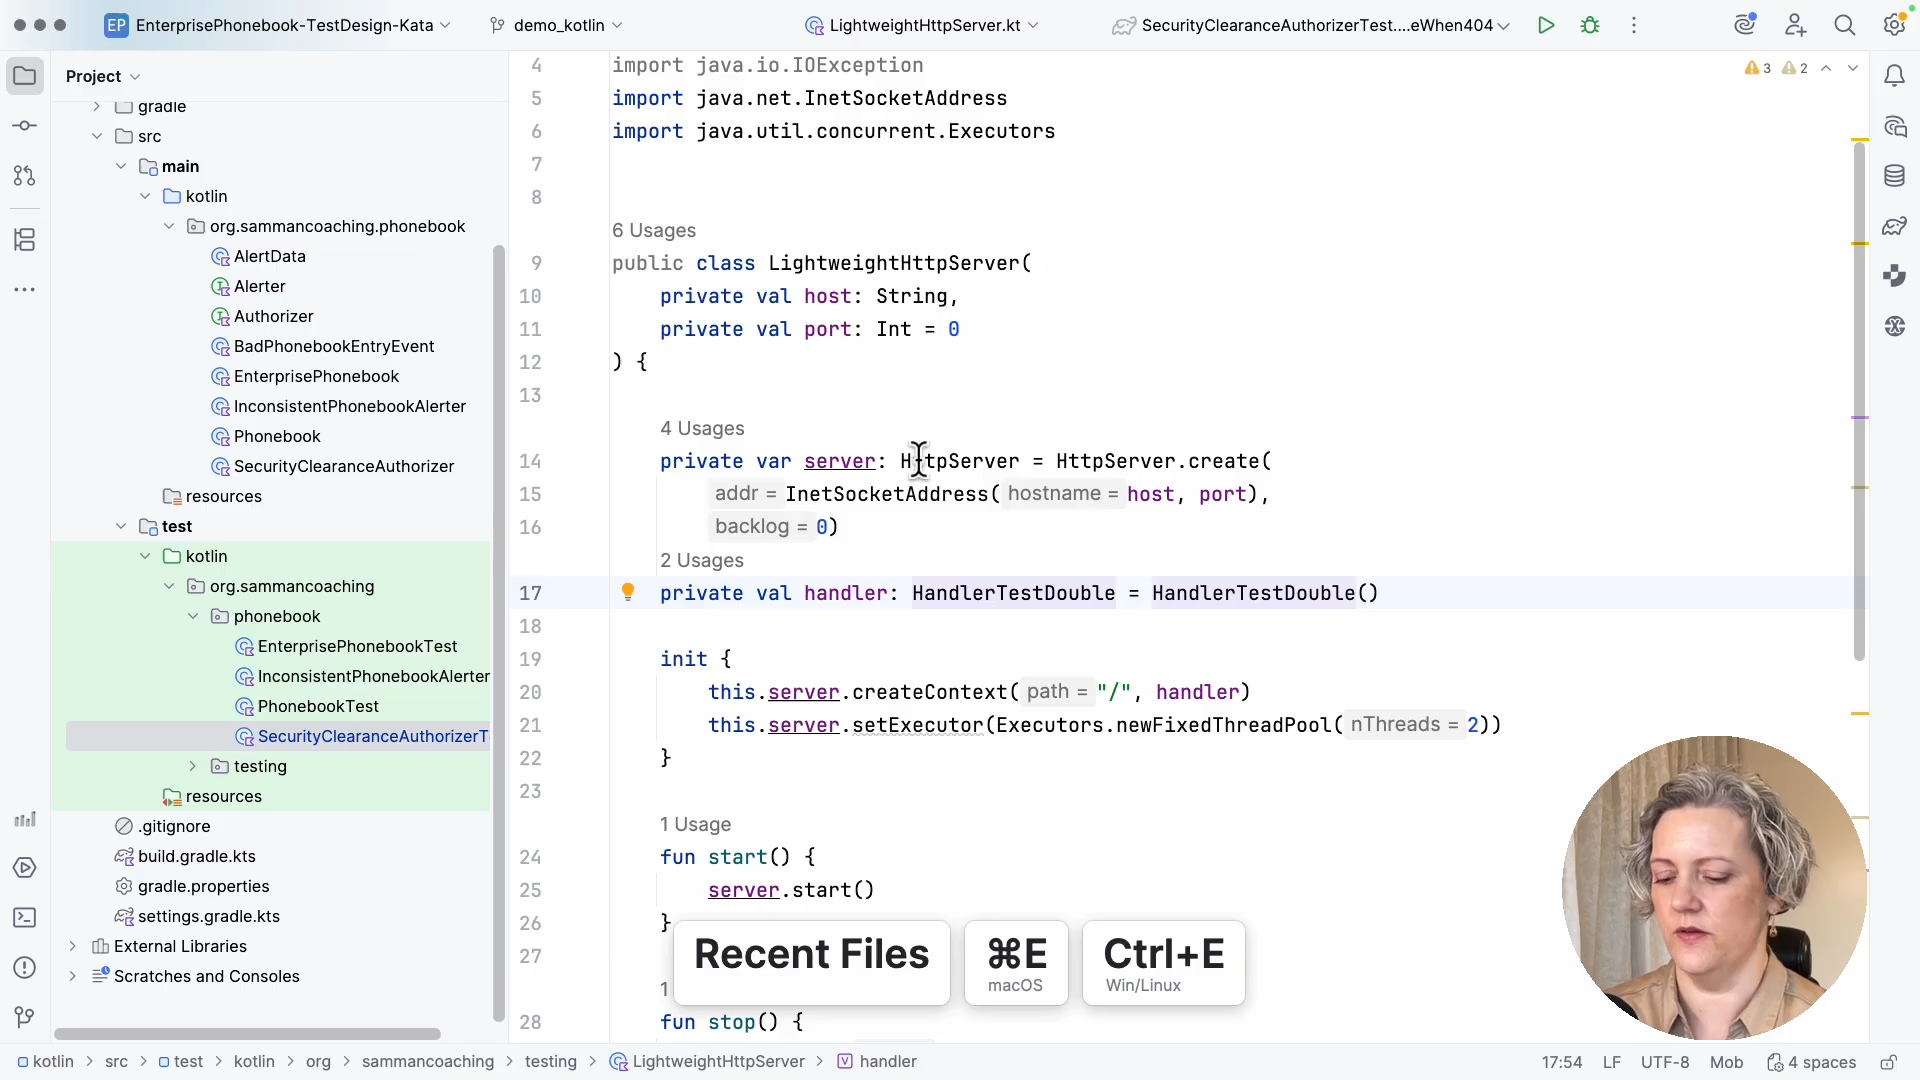 EP EnterprisePhonebook-TestDesign-Kata
demo_kotlin
LightweightHttpServer.kt
SecurityClearanceAuthorizerTest....eWhen404
Project
gradle
src
main
kotlin
org.sammancoaching.phonebook
AlertData
Alerter
Authorizer
BadPhonebookEntryEvent
EnterprisePhonebook
InconsistentPhonebookAlerter
Phonebook
SecurityClearanceAuthorizer
resources
test
kotlin
org.sammancoaching
phonebook
EnterprisePhonebookTest
InconsistentPhonebookAlerter
PhonebookTest
SecurityClearanceAuthorizerT
testing
resources
.gitignore
build.gradle.kts
gradle.properties
settings.gradle.kts
External Libraries
Scratches and Consoles
3 2
4 import java.io.IOException
5 import java.net.InetSocketAddress
6 import java.util.concurrent.Executors
7
8
6 Usages
9 public class LightweightHttpServer(
10 private val host: String,
11 private val port: Int = 0
12 ) {
13
4 Usages
14 private var server: HttpServer = HttpServer.create(
15 addr = InetSocketAddress( hostname = host, port),
16 backlog = 0)
2 Usages
17 private val handler: HandlerTestDouble = HandlerTestDouble()
18
19 init {
20 this.server.createContext( path = "/", handler)
21 this.server.setExecutor(Executors.newFixedThreadPool( nThreads = 2))
22 }
23
1 Usage
24 fun start() {
25 server.start()
26 }
27
1
28 fun stop() {
Recent Files
⌘E
macOS
Ctrl+E
Win/Linux
kotlin > src > test > kotlin > org > sammancoaching > testing > LightweightHttpServer > handler
17:54 LF UTF-8 Mob 4 spaces